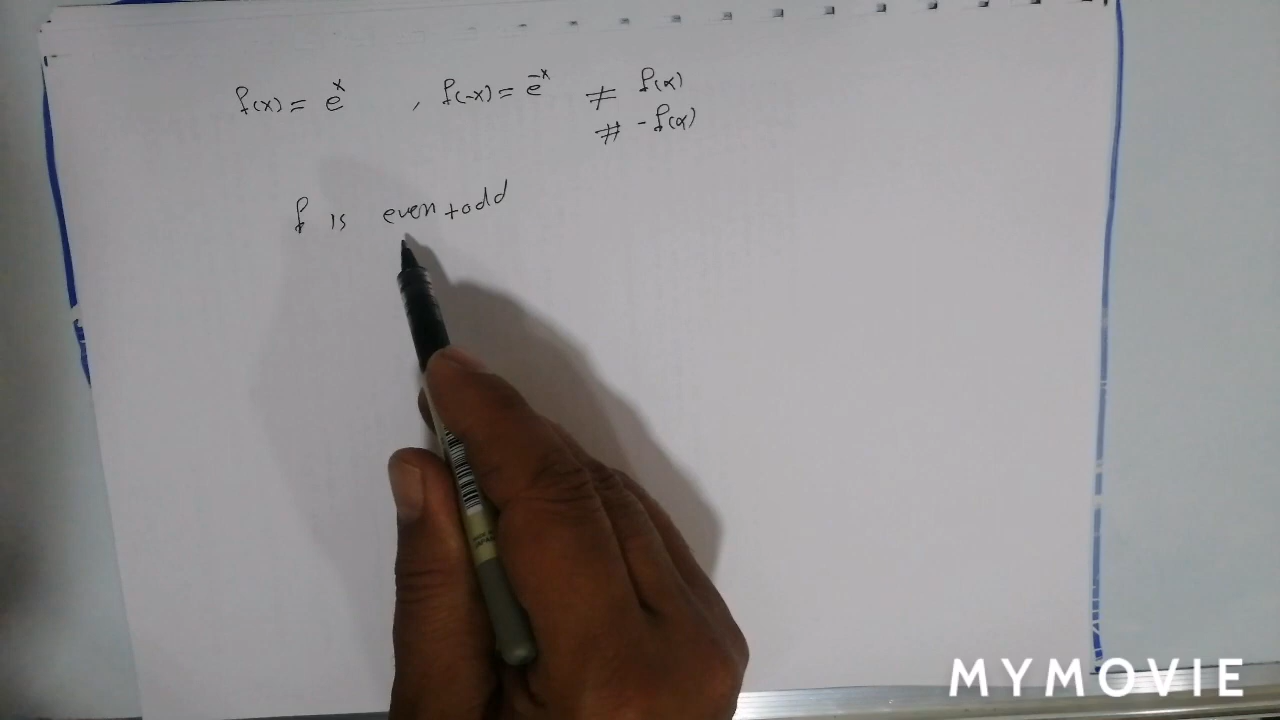 f(x) = e^x , f(-x) = e^-x ≠ f(x)
≠ -f(x)
f is even + odd
MYMOVIE